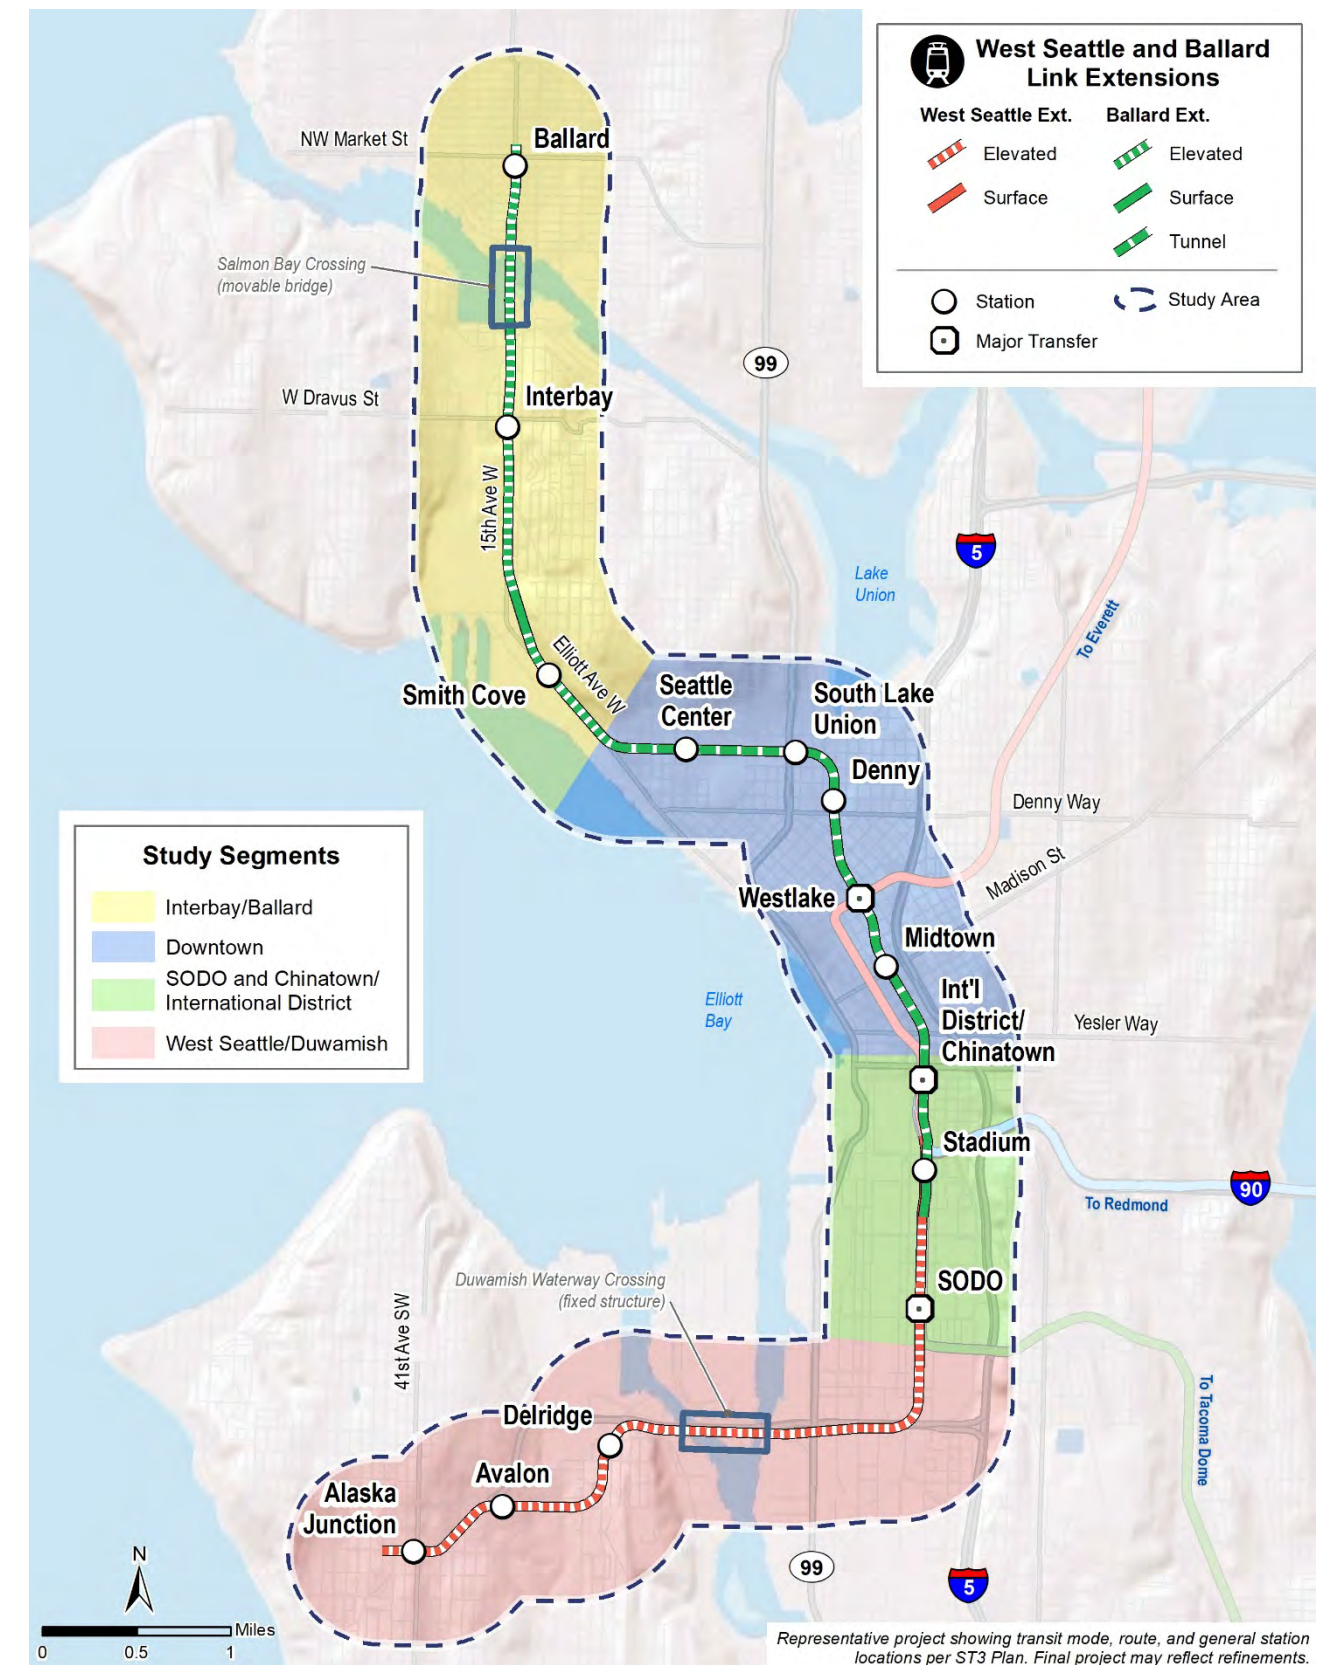 West Seattle and Ballard
Link Extensions
West Seattle Ext.
Ballard Ext.
Elevated
Elevated
Surface
Surface
Tunnel
Station
Study Area
Major Transfer
NW Market St
Ballard
Salmon Bay Crossing
(movable bridge)
99
W Dravus St
Interbay
15th Ave W
5
Lake
Union
To Everett
Elliott Ave W
Smith Cove
Seattle
Center
South Lake
Union
Denny
Denny Way
Madison St
Study Segments
Interbay/Ballard
Downtown
SODO and Chinatown/
International District
West Seattle/Duwamish
Westlake
Midtown
Elliott
Bay
Int'l
District/
Chinatown
Yesler Way
Stadium
90
To Redmond
SODO
Duwamish Waterway Crossing
(fixed structure)
41st Ave SW
To Tacoma Dome
Delridge
Avalon
Alaska
Junction
N
99
5
Miles
0
0.5
1
Representative project showing transit mode, route, and general station
locations per ST3 Plan. Final project may reflect refinements.